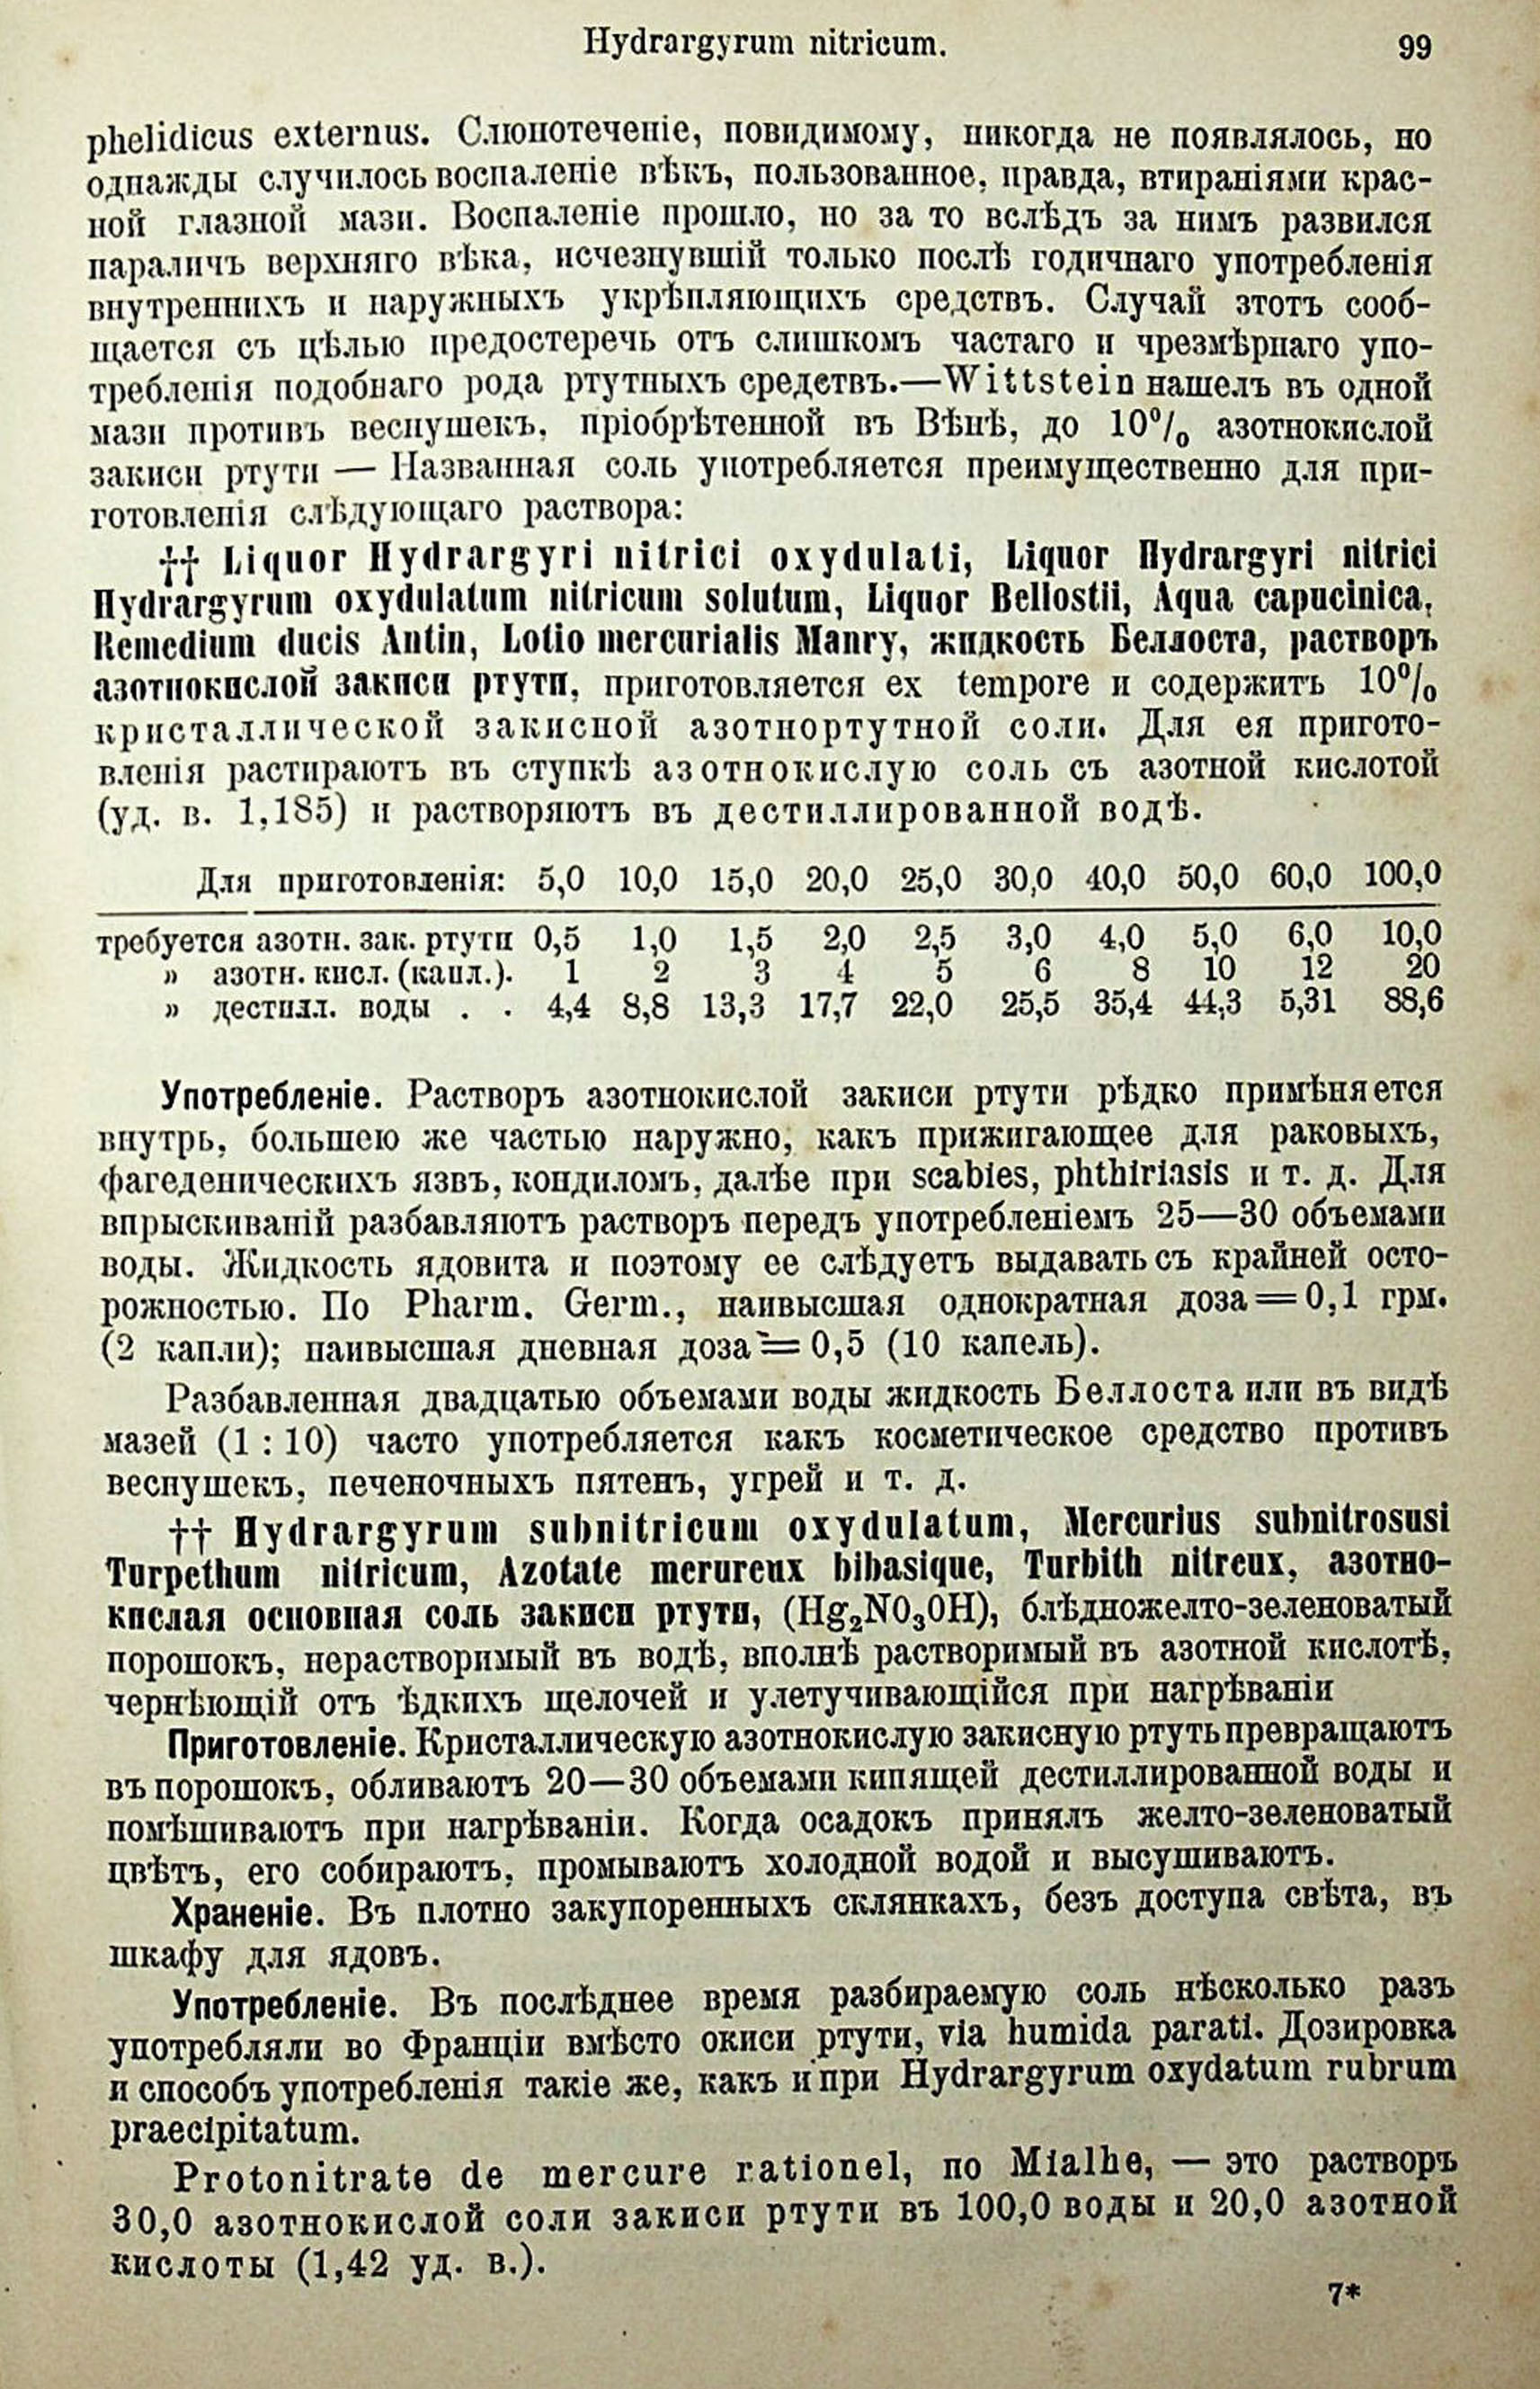 Hydrargyrum nitricum. 99
phelidicus externus. Слюнотеченіе, повидимому, никогда не появлялось, но
однажды случилось воспаленіе вѣкъ, пользованное, правда, втираніями крас-
ной глазной мази. Воспаленіе прошло, но за то вслѣдъ за нимъ развился
параличъ верхняго вѣка, исчезнувшій только послѣ годичнаго употребленія
внутреннихъ и наружныхъ укрѣпляющихъ средствъ. Случай зтотъ сооб-
щается съ цѣлью предостеречь отъ слишкомъ частаго и чрезмѣрнаго упо-
требленія подобнаго рода ртутныхъ средствъ.—Wittstein нашелъ въ одной
мази противъ веснушекъ, пріобрѣтенной въ Вѣнѣ, до 10% азотнокислой
закиси ртути — Названная соль употребляется преимущественно для при-
готовленія слѣдующаго раствора:
†† Liquor Hydrargyri nitrici oxydulati, Liquor Hydrargyri nitrici
Hydrargyrum oxydulatum nitricum solutum, Liquor Bellostii, Aqua capucinica,
Remedium ducis Antin, Lotio mercurialis Manry, жидкость Беллоста, растворъ
азотнокислой закиси ртути, приготовляется ex tempore и содержитъ 10%
кристаллической закисной азотнортутной соли. Для ея пригото-
вленія растираютъ въ ступкѣ азотнокислую соль съ азотной кислотой
(уд. в. 1,185) и растворяютъ въ дестиллированной водѣ.
Для приготовленія: 5,0 10,0 15,0 20,0 25,0 30,0 40,0 50,0 60,0 100,0
требуется азотн. зак. ртути 0,5 1,0 1,5 2,0 2,5 3,0 4,0 5,0 6,0 10,0
» азотн. кисл. (капл.). 1 2 3 4 5 6 8 10 12 20
» дестилл. воды . . 4,4 8,8 13,3 17,7 22,0 25,5 35,4 44,3 5,31 88,6
Употребленіе. Растворъ азотнокислой закиси ртути рѣдко примѣняется
внутрь, большею же частью наружно, какъ прижигающее для раковыхъ,
фагеденическихъ язвъ, кондиломъ, далѣе при scabies, phthiriasis и т. д. Для
впрыскиваній разбавляютъ растворъ передъ употребленіемъ 25—30 объемами
воды. Жидкость ядовита и поэтому ее слѣдуетъ выдавать съ крайней осто-
рожностью. По Pharm. Germ., наивысшая однократная доза=0,1 грм.
(2 капли); наивысшая дневная доза=0,5 (10 капель).
Разбавленная двадцатью объемами воды жидкость Беллоста или въ видѣ
мазей (1 : 10) часто употребляется какъ косметическое средство противъ
веснушекъ, печеночныхъ пятенъ, угрей и т. д.
†† Hydrargyrum subnitricum oxydulatum, Mercurius subnitrosusi
Turpethum nitricum, Azotate merureux bibasique, Turbith nitreux, азотно-
кислая основная соль закиси ртути, (Hg₂NO₃OH), блѣдножелто-зеленоватый
порошокъ, нерастворимый въ водѣ, вполнѣ растворимый въ азотной кислотѣ,
чернѣющій отъ ѣдкихъ щелочей и улетучивающійся при нагрѣваніи
Приготовленіе. Кристаллическую азотнокислую закисную ртуть превращаютъ
въ порошокъ, обливаютъ 20—30 объемами кипящей дестиллированной воды и
помѣшиваютъ при нагрѣваніи. Когда осадокъ принялъ желто-зеленоватый
цвѣтъ, его собираютъ, промываютъ холодной водой и высушиваютъ.
Храненіе. Въ плотно закупоренныхъ склянкахъ, безъ доступа свѣта, въ
шкафу для ядовъ.
Употребленіе. Въ послѣднее время разбираемую соль нѣсколько разъ
употребляли во Франціи вмѣсто окиси ртути, via humida parati. Дозировка
и способъ употребленія такіе же, какъ и при Hydrargyrum oxydatum rubrum
praecipitatum.
Protonitrate de mercure rationel, по Mialhe, — это растворъ
30,0 азотнокислой соли закиси ртути въ 100,0 воды и 20,0 азотной
кислоты (1,42 уд. в.).
7*